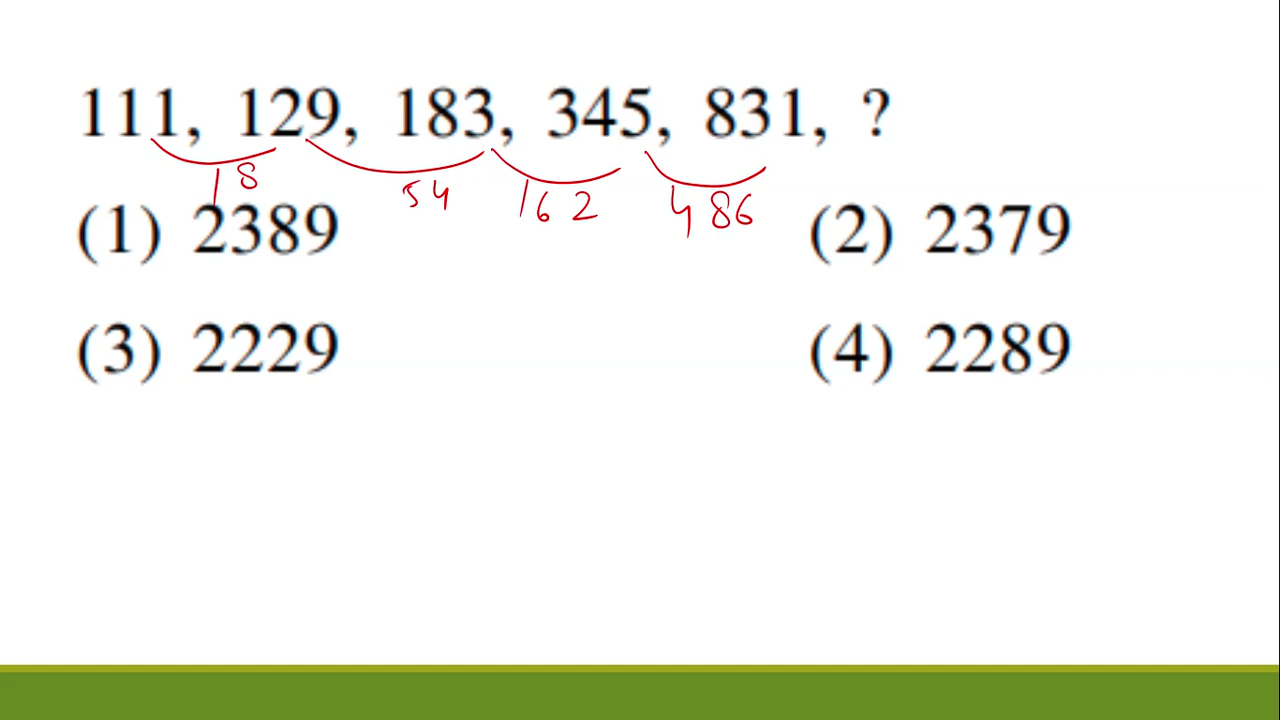 111, 129, 183, 345, 831, ?
18 54 162 486
(1) 2389 (2) 2379
(3) 2229 (4) 2289